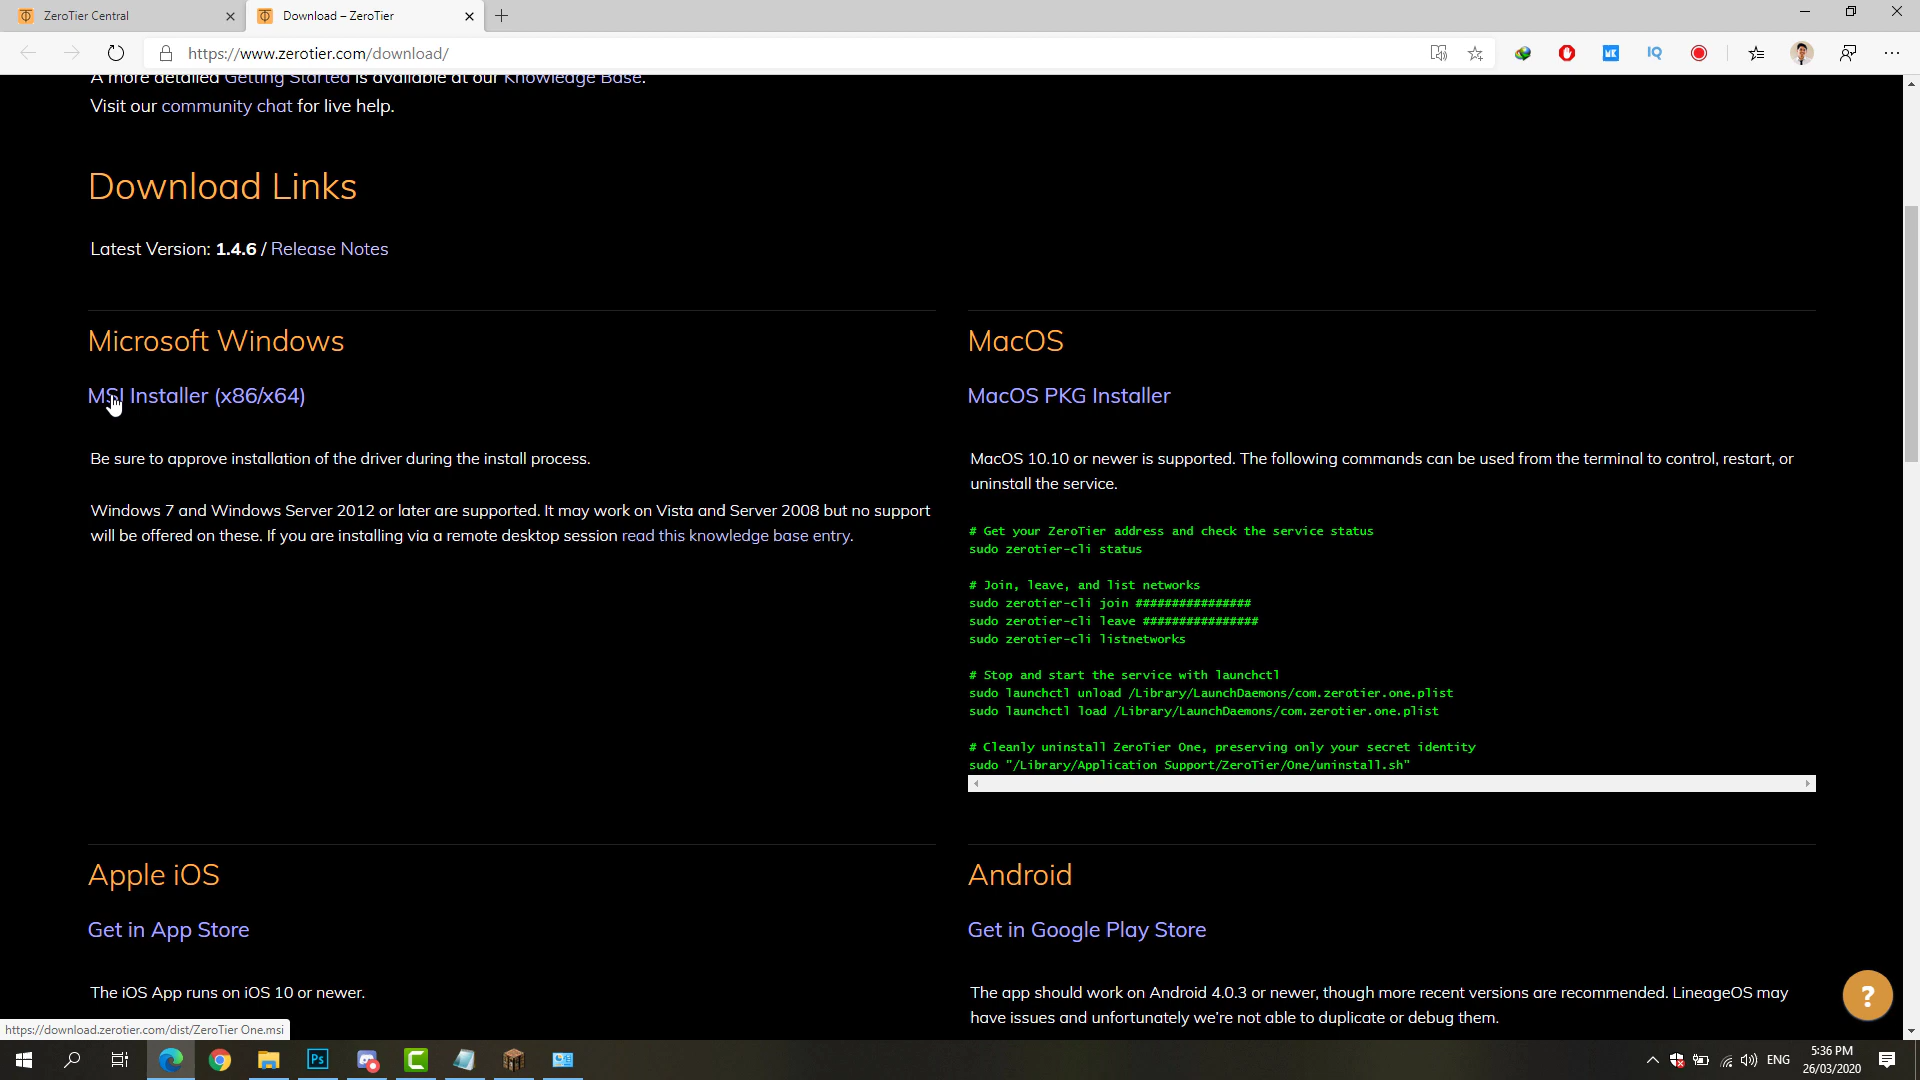 ZeroTier Central
Download – ZeroTier
https://www.zerotier.com/download/
A more detailed Getting Started is available at our Knowledge Base.
Visit our community chat for live help.
Download Links
Latest Version: 1.4.6 / Release Notes
Microsoft Windows
MSI Installer (x86/x64)
Be sure to approve installation of the driver during the install process.
Windows 7 and Windows Server 2012 or later are supported. It may work on Vista and Server 2008 but no support
will be offered on these. If you are installing via a remote desktop session read this knowledge base entry.
MacOS
MacOS PKG Installer
MacOS 10.10 or newer is supported. The following commands can be used from the terminal to control, restart, or
uninstall the service.
# Get your ZeroTier address and check the service status
sudo zerotier-cli status
# Join, leave, and list networks
sudo zerotier-cli join ################
sudo zerotier-cli leave ################
sudo zerotier-cli listnetworks
# Stop and start the service with launchctl
sudo launchctl unload /Library/LaunchDaemons/com.zerotier.one.plist
sudo launchctl load /Library/LaunchDaemons/com.zerotier.one.plist
# Cleanly uninstall ZeroTier One, preserving only your secret identity
sudo "/Library/Application Support/ZeroTier/One/uninstall.sh"
Apple iOS
Get in App Store
The iOS App runs on iOS 10 or newer.
Android
Get in Google Play Store
The app should work on Android 4.0.3 or newer, though more recent versions are recommended. LineageOS may
have issues and unfortunately we're not able to duplicate or debug them.
?
https://download.zerotier.com/dist/ZeroTier One.msi
Ps
ENG
5:36 PM
26/03/2020
IQ